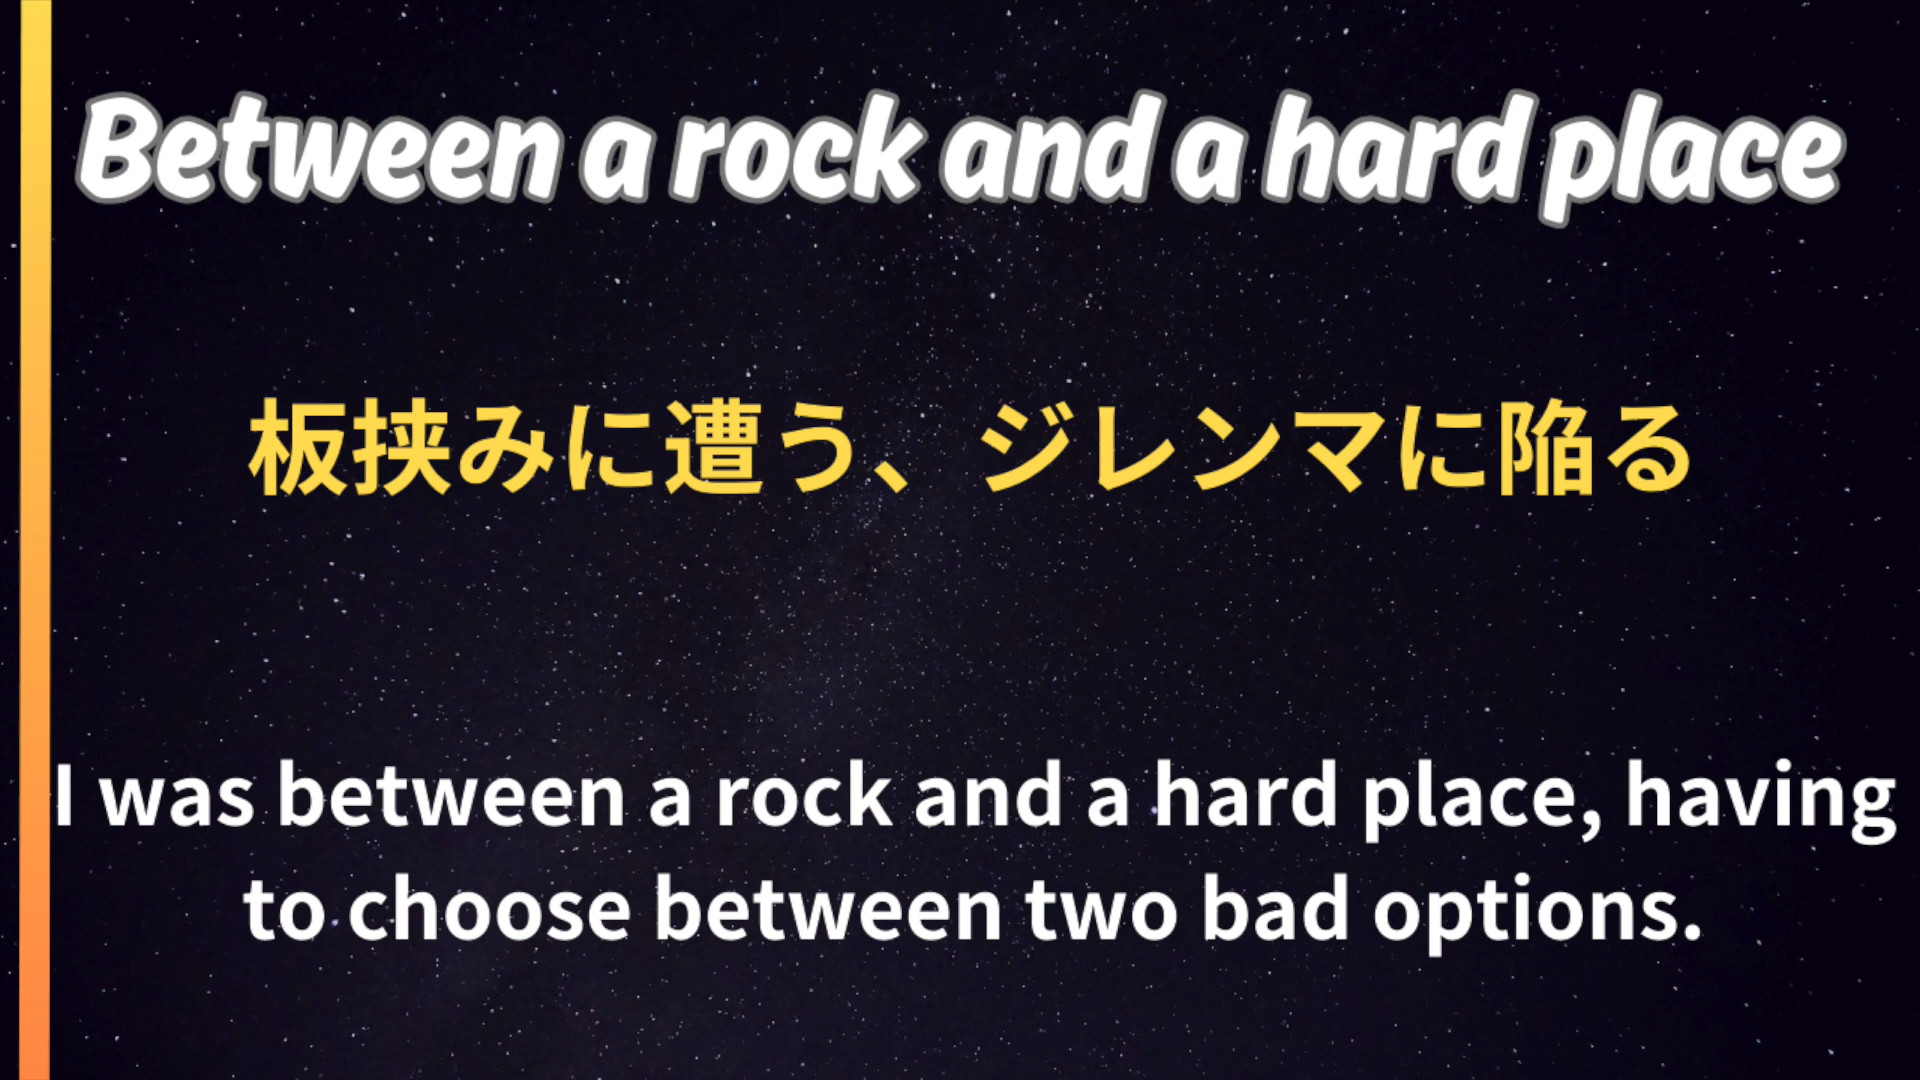 Between a rock and a hard place
板挟みに遭う、ジレンマに陥る
I was between a rock and a hard place, having
to choose between two bad options.